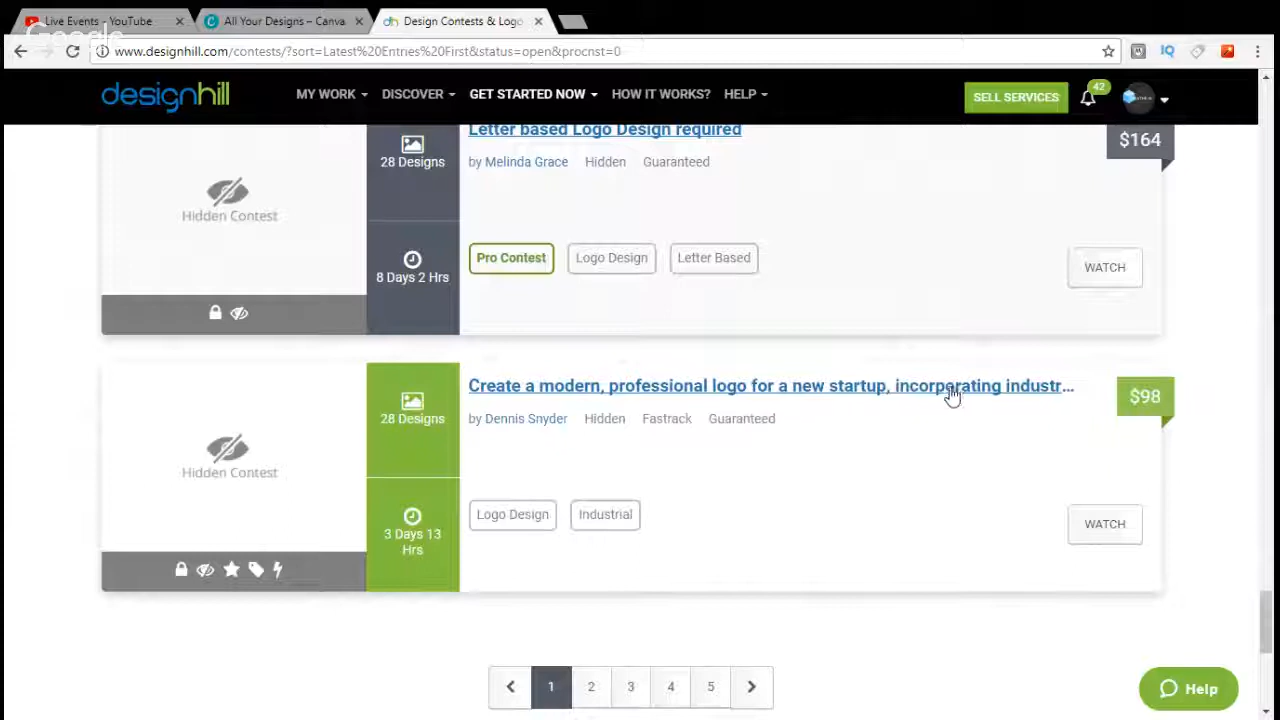 Live Events - YouTube
All Your Designs – Canva
dh Design Contests & Logo
Google
www.designhill.com/contests/?sort=Latest%20Entries%20First&status=open&procnst=0
IQ
designhill
MY WORK
DISCOVER
GET STARTED NOW
HOW IT WORKS?
HELP
SELL SERVICES
42
Letter based Logo Design required
$164
28 Designs
by Melinda Grace Hidden Guaranteed
Hidden Contest
8 Days 2 Hrs
Pro Contest
Logo Design
Letter Based
WATCH
Create a modern, professional logo for a new startup, incorporating industr...
$98
28 Designs
by Dennis Snyder Hidden Fastrack Guaranteed
Hidden Contest
3 Days 13
Hrs
Logo Design
Industrial
WATCH
1 2 3 4 5
Help